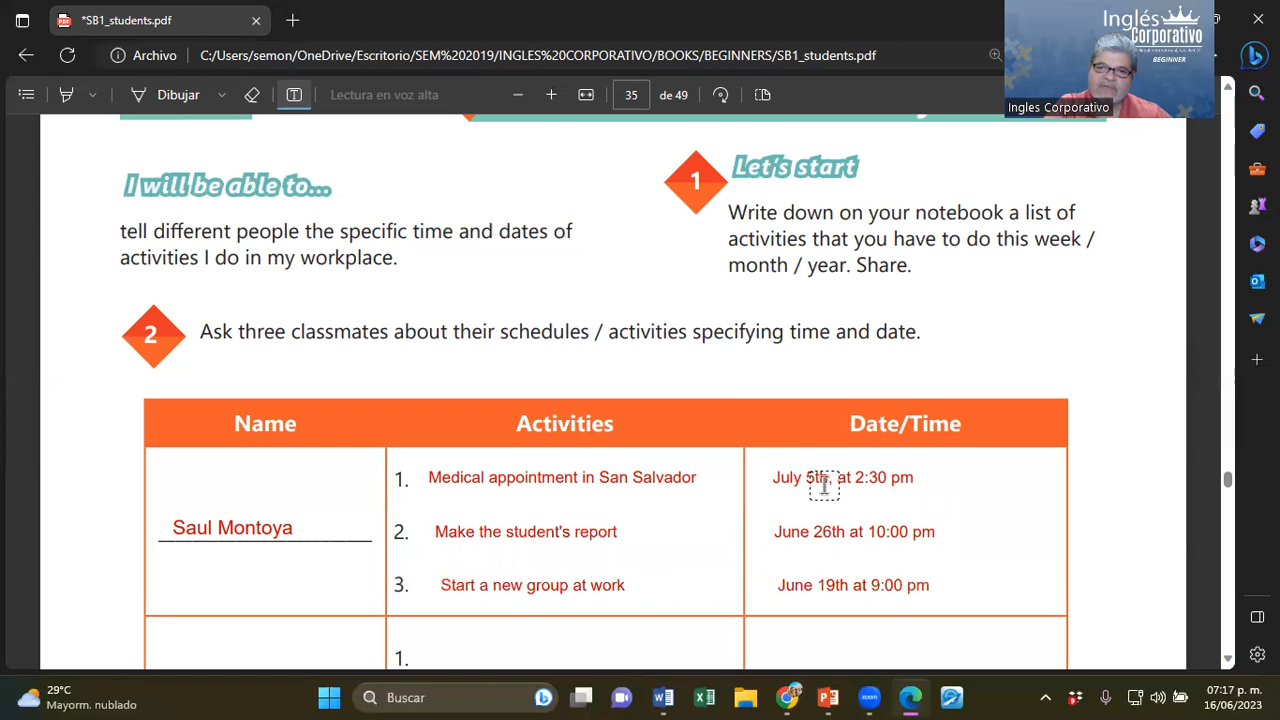 *SB1_students.pdf
Archivo
C:/Users/semon/OneDrive/Escritorio/SEM%202019/INGLES%20CORPORATIVO/BOOKS/BEGINNERS/SB1_students.pdf
Dibujar
Lectura en voz alta
35
de 49
Inglés
Corporativo
BEGINNER
Ingles Corporativo
I will be able to...
tell different people the specific time and dates of
activities I do in my workplace.
1
Let's start
Write down on your notebook a list of
activities that you have to do this week /
month / year. Share.
2
Ask three classmates about their schedules / activities specifying time and date.
Name
Activities
Date/Time
Saul Montoya
1. Medical appointment in San Salvador
July 5th, at 2:30 pm
2. Make the student's report
June 26th at 10:00 pm
3. Start a new group at work
June 19th at 9:00 pm
1.
29°C
Mayorm. nublado
Buscar
07:17 p. m.
16/06/2023